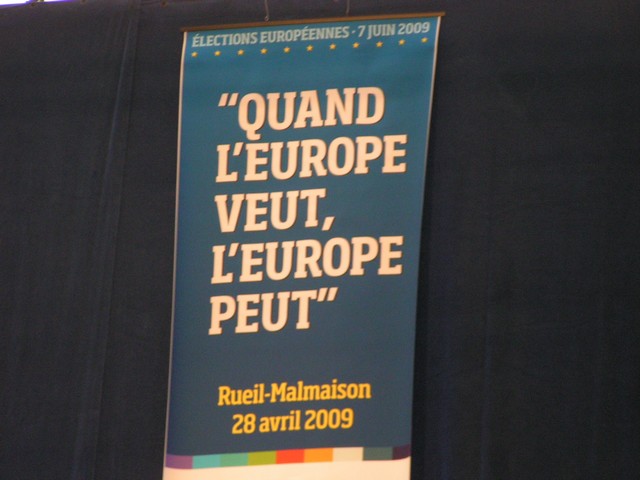 ÉLECTIONS EUROPÉENNES · 7 JUIN 2009
“QUAND
L'EUROPE
VEUT,
L'EUROPE
PEUT”
Rueil-Malmaison
28 avril 2009